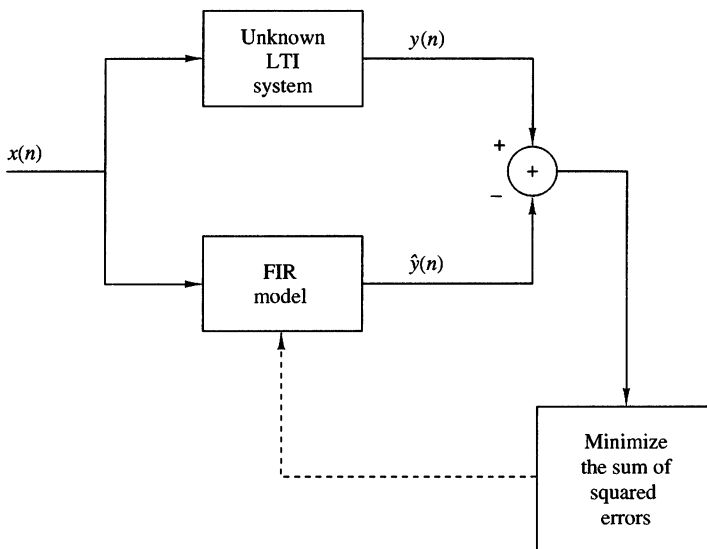 Unknown
LTI
system
y(n)
x(n)
+
+
−
FIR
model
ŷ(n)
Minimize
the sum of
squared
errors